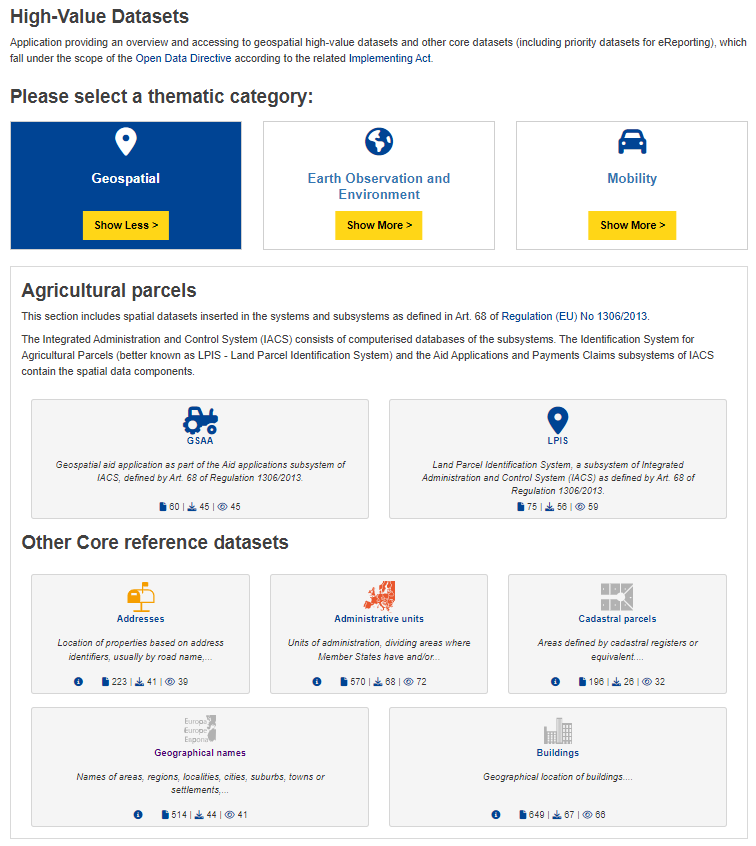 High-Value Datasets
Application providing an overview and accessing to geospatial high-value datasets and other core datasets (including priority datasets for eReporting), which
fall under the scope of the Open Data Directive according to the related Implementing Act.
Please select a thematic category:
Geospatial
Show Less >
Earth Observation and
Environment
Show More >
Mobility
Show More >
Agricultural parcels
This section includes spatial datasets inserted in the systems and subsystems as defined in Art. 68 of Regulation (EU) No 1306/2013.
The Integrated Administration and Control System (IACS) consists of computerised databases of the subsystems. The Identification System for
Agricultural Parcels (better known as LPIS - Land Parcel Identification System) and the Aid Applications and Payments Claims subsystems of IACS
contain the spatial data components.
GSAA
Geospatial aid application as part of the Aid applications subsystem of
IACS, defined by Art. 68 of Regulation 1306/2013.
60 | 45 | 45
LPIS
Land Parcel Identification System, a subsystem of Integrated
Administration and Control System (IACS) as defined by Art. 68 of
Regulation 1306/2013.
75 | 56 | 59
Other Core reference datasets
Addresses
Location of properties based on address
identifiers, usually by road name,...
223 | 41 | 39
Administrative units
Units of administration, dividing areas where
Member States have and/or...
570 | 68 | 72
Cadastral parcels
Areas defined by cadastral registers or
equivalent....
196 | 26 | 32
Europa
Europe
Geographical names
Names of areas, regions, localities, cities, suburbs, towns or
settlements,...
514 | 44 | 41
Buildings
Geographical location of buildings....
649 | 67 | 66